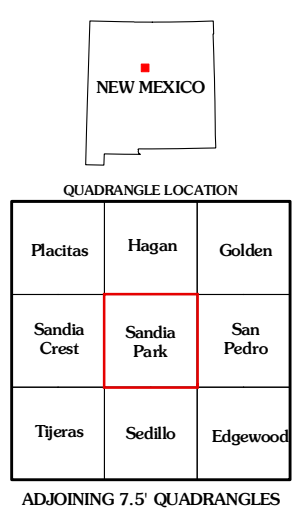 NEW MEXICO
QUADRANGLE LOCATION
Placitas
Hagan
Golden
Sandia
Crest
Sandia
Park
San
Pedro
Tijeras
Sedillo
Edgewood
ADJOINING 7.5' QUADRANGLES